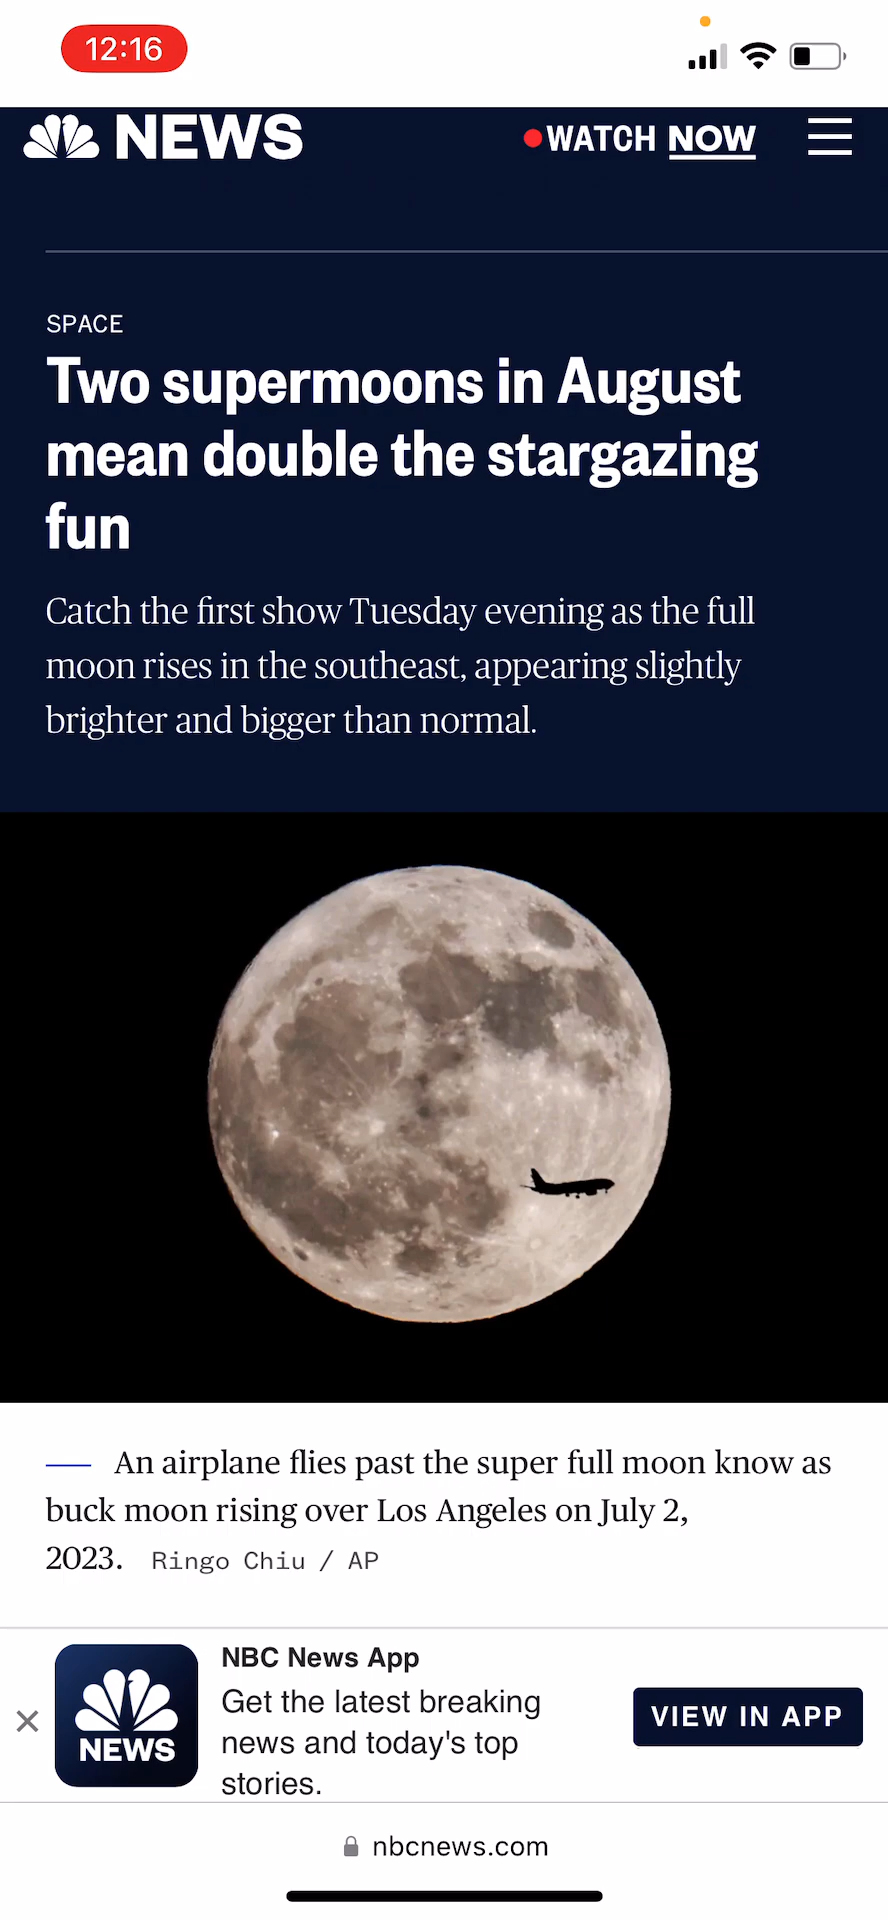 12:16
NEWS
WATCH NOW
SPACE
Two supermoons in August
mean double the stargazing
fun
Catch the first show Tuesday evening as the full
moon rises in the southeast, appearing slightly
brighter and bigger than normal.
An airplane flies past the super full moon know as
buck moon rising over Los Angeles on July 2,
2023. Ringo Chiu / AP
NBC News App
Get the latest breaking
news and today's top
stories.
NEWS
VIEW IN APP
nbcnews.com